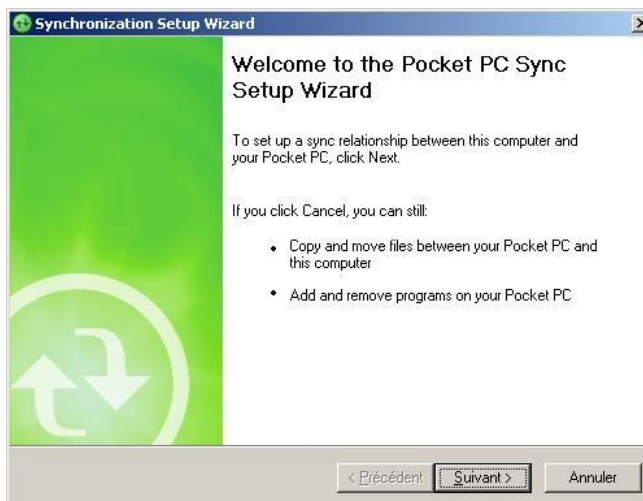 Synchronization Setup Wizard
Welcome to the Pocket PC Sync
Setup Wizard
To set up a sync relationship between this computer and
your Pocket PC, click Next.
If you click Cancel, you can still:
• Copy and move files between your Pocket PC and
this computer
• Add and remove programs on your Pocket PC
< Précédent
Suivant >
Annuler